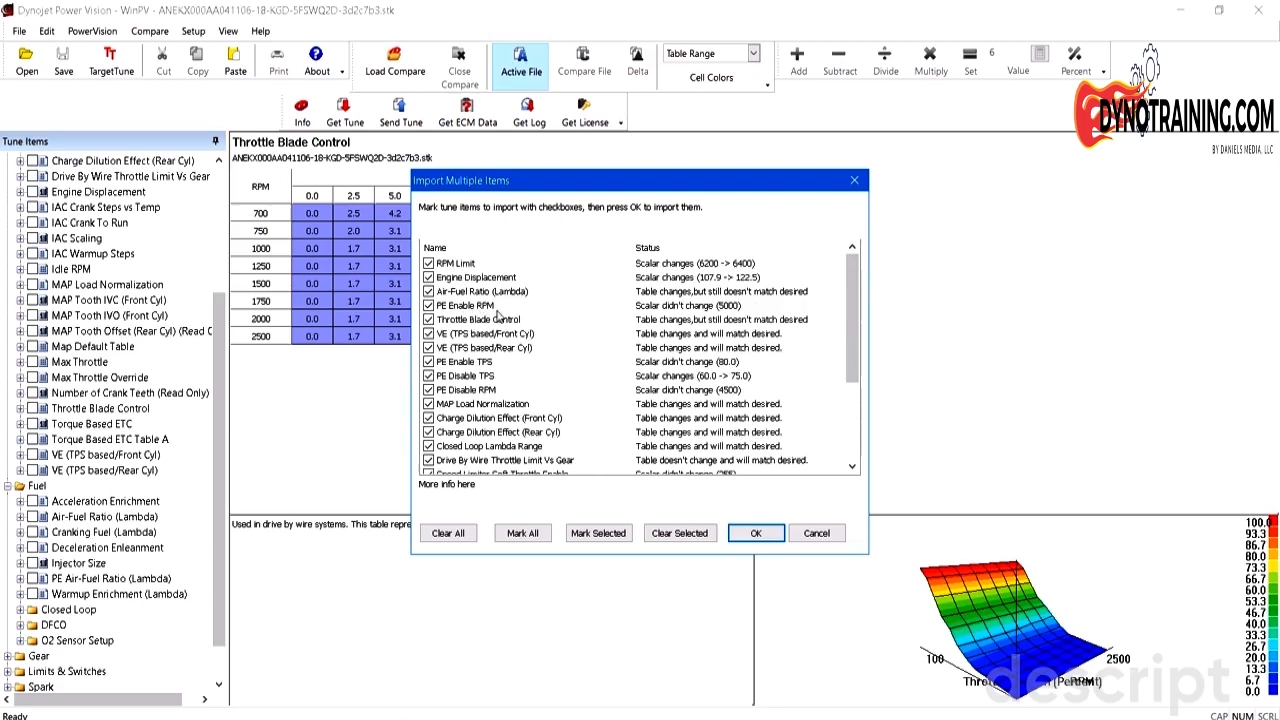 Dynojet Power Vision - WinPV - ANEKX000AA041106-18-KGD-5FSWQ2D-3d2c7b3.stk
File Edit PowerVision Compare Setup View Help
Open Save TargetTune Cut Copy Paste Print About Load Compare Close Compare Active File Compare File Delta Table Range Cell Colors Add Subtract Divide Multiply Set 6 Value Percent
Info Get Tune Send Tune Get ECM Data Get Log Get License
DYNOTRAINING.COM
BY DANIELS MEDIA, LLC
Tune Items
Charge Dilution Effect (Rear Cyl)
Drive By Wire Throttle Limit Vs Gear
Engine Displacement
IAC Crank Steps vs Temp
IAC Crank To Run
IAC Scaling
IAC Warmup Steps
Idle RPM
MAP Load Normalization
MAP Tooth IVC (Front Cyl)
MAP Tooth IVO (Front Cyl)
MAP Tooth Offset (Rear Cyl) (Read C
Map Default Table
Max Throttle
Max Throttle Override
Number of Crank Teeth (Read Only)
Throttle Blade Control
Torque Based ETC
Torque Based ETC Table A
VE (TPS based/Front Cyl)
VE (TPS based/Rear Cyl)
Fuel
Acceleration Enrichment
Air-Fuel Ratio (Lambda)
Cranking Fuel (Lambda)
Deceleration Enleanment
Injector Size
PE Air-Fuel Ratio (Lambda)
Warmup Enrichment (Lambda)
Closed Loop
DFCO
O2 Sensor Setup
Gear
Limits & Switches
Spark
Throttle Blade Control
ANEKX000AA041106-18-KGD-5FSWQ2D-3d2c7b3.stk
RPM
0.0 2.5 5.0
700 0.0 2.5 4.2
750 0.0 2.0 3.1
1000 0.0 1.7 3.1
1250 0.0 1.7 3.1
1500 0.0 1.7 3.1
1750 0.0 1.7 3.1
2000 0.0 1.7 3.1
2500 0.0 1.7 3.1
Import Multiple Items
Mark tune items to import with checkboxes, then press OK to import them.
Name Status
RPM Limit Scalar changes (6200 -> 6400)
Engine Displacement Scalar changes (107.9 -> 122.5)
Air-Fuel Ratio (Lambda) Table changes,but still doesn't match desired
PE Enable RPM Scalar didn't change (5000)
Throttle Blade Control Table changes,but still doesn't match desired
VE (TPS based/Front Cyl) Table changes and will match desired.
VE (TPS based/Rear Cyl) Table changes and will match desired.
PE Enable TPS Scalar didn't change (80.0)
PE Disable TPS Scalar changes (60.0 -> 75.0)
PE Disable RPM Scalar didn't change (4500)
MAP Load Normalization Table changes and will match desired.
Charge Dilution Effect (Front Cyl) Table changes and will match desired.
Charge Dilution Effect (Rear Cyl) Table changes and will match desired.
Closed Loop Lambda Range Table changes and will match desired.
Drive By Wire Throttle Limit Vs Gear Table doesn't change and will match desired.
More info here
Clear All Mark All Mark Selected Clear Selected OK Cancel
Used in drive by wire systems. This table repre
100.0
93.3
86.7
80.0
73.3
66.7
60.0
53.3
46.7
40.0
33.3
26.7
20.0
13.3
6.7
0.0
100 2500
descript
Ready CAP NUM SCRL